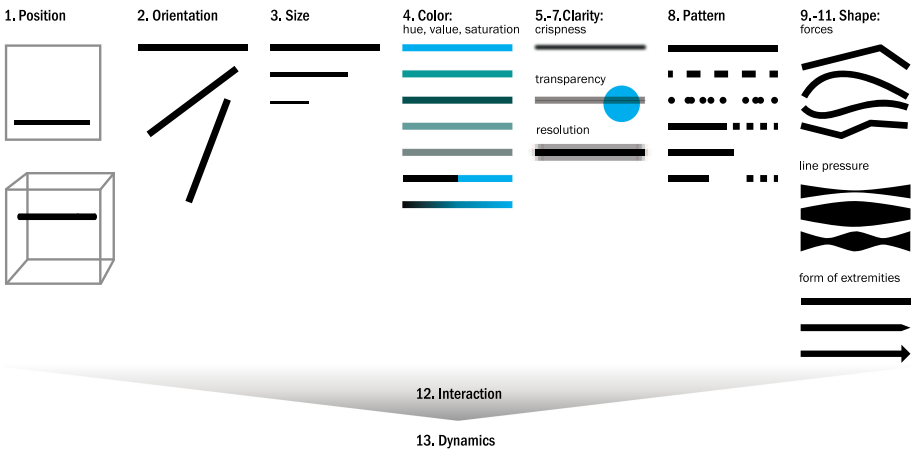 1. Position
2. Orientation
3. Size
4. Color:
hue, value, saturation
5.-7.Clarity:
crispness
transparency
resolution
8. Pattern
9.-11. Shape:
forces
line pressure
form of extremities
12. Interaction
13. Dynamics